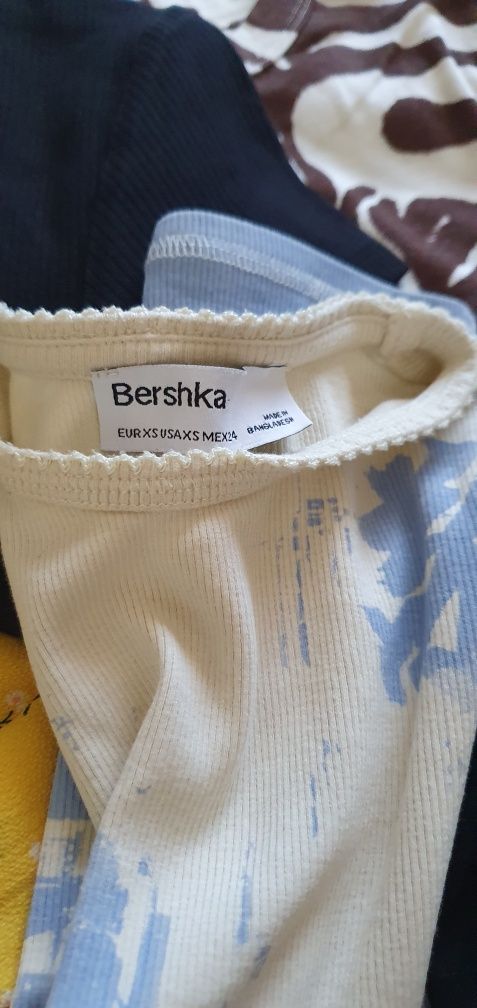 Bershka
EUR XS USA XS MEX 24
MADE IN
BANGLADESH